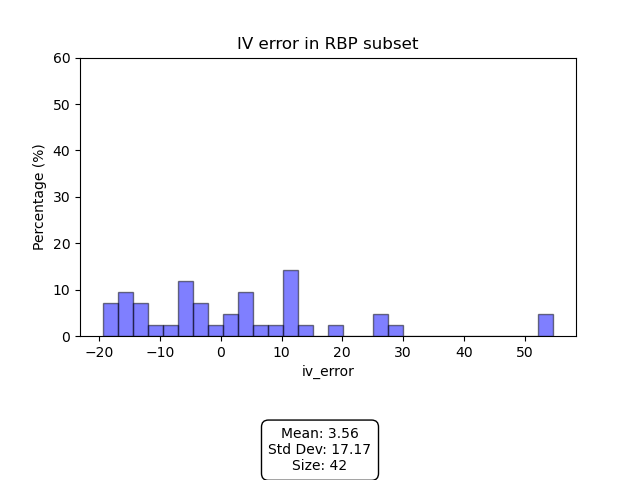 IV error in RBP subset
60
50
40
30
20
10
0
Percentage (%)
−20 −10 0 10 20 30 40 50
iv_error
Mean: 3.56
Std Dev: 17.17
Size: 42